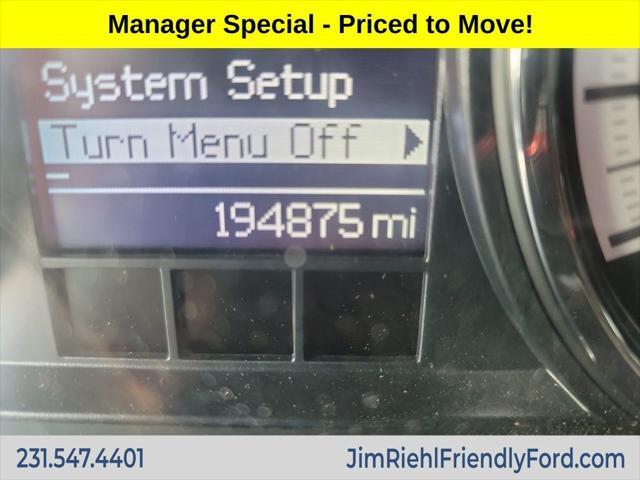 Manager Special - Priced to Move!
System Setup
Turn Menu Off
194875 mi
231.547.4401
JimRiehlFriendlyFord.com